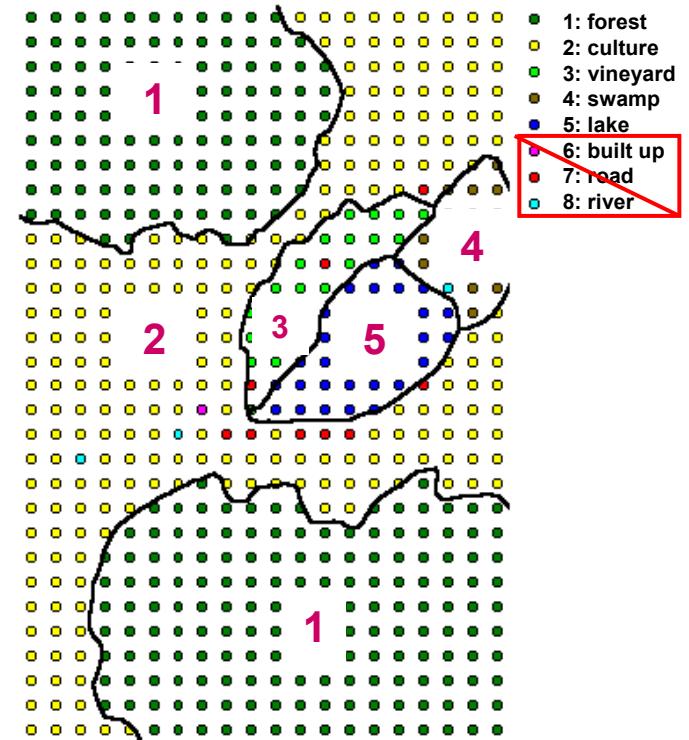 1: forest
2: culture
3: vineyard
4: swamp
5: lake
6: built up
7: road
8: river
1
4
2
3
5
1